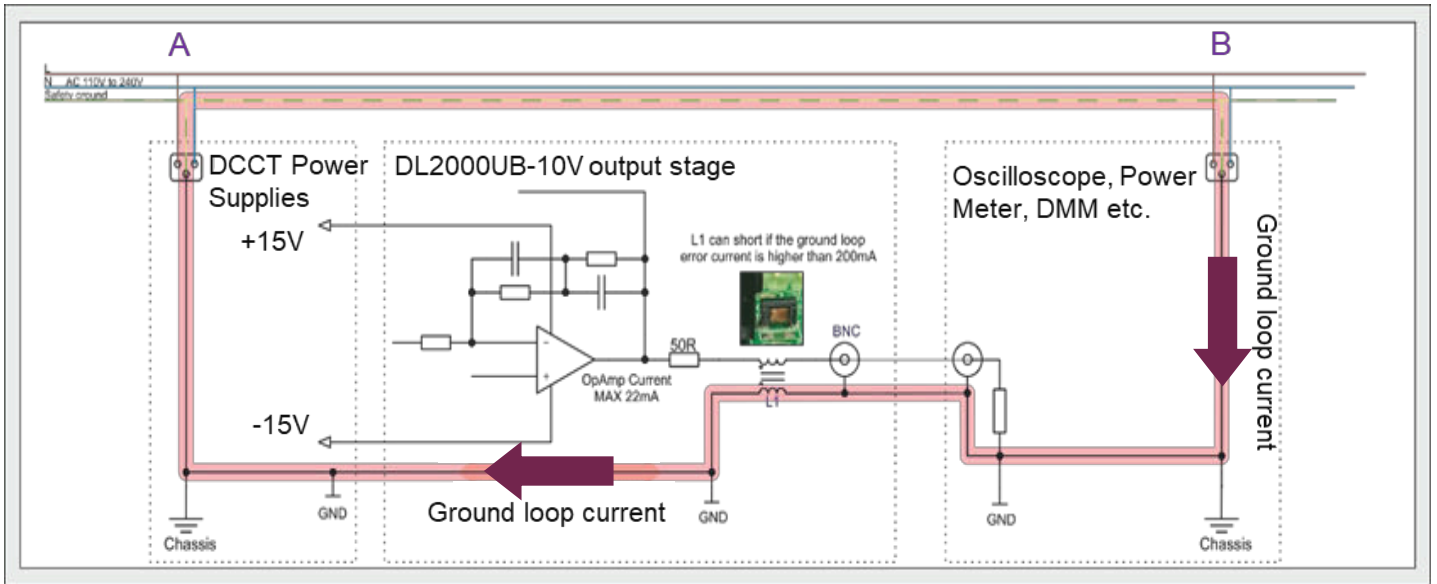 A
B
L
N AC 110V to 240V
Safety ground
DCCT Power
Supplies
+15V
-15V
DL2000UB-10V output stage
L1 can short if the ground loop
error current is higher than 200mA
BNC
50R
OpAmp Current
MAX 22mA
L1
Oscilloscope, Power
Meter, DMM etc.
Ground loop current
Ground loop current
GND
GND
GND
Chassis
Chassis